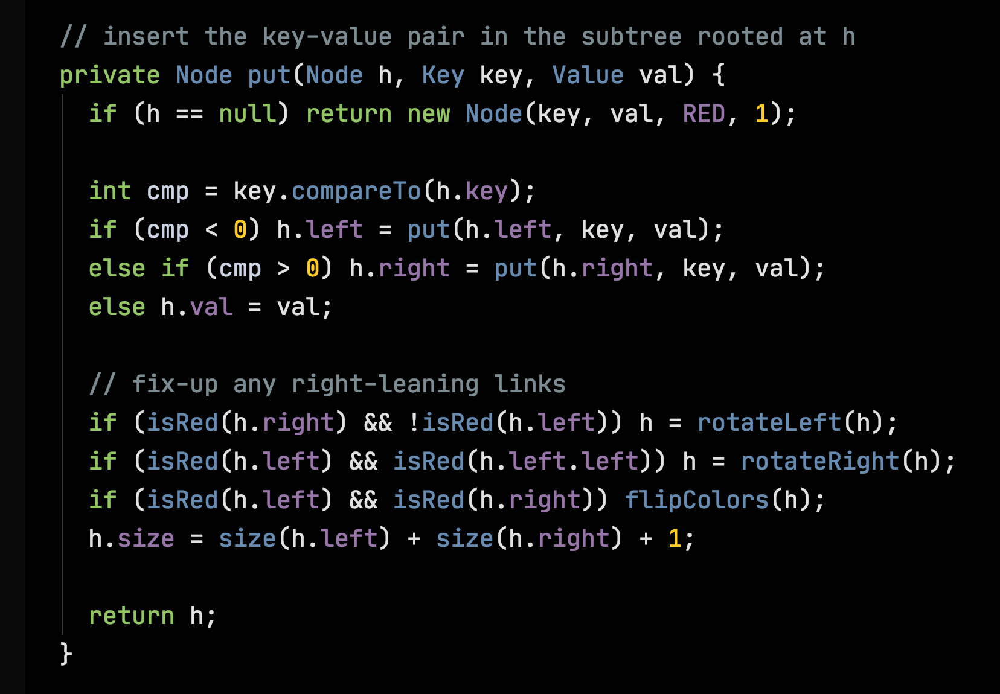 // insert the key-value pair in the subtree rooted at h
private Node put(Node h, Key key, Value val) {
if (h == null) return new Node(key, val, RED, 1);
int cmp = key.compareTo(h.key);
if (cmp < 0) h.left = put(h.left, key, val);
else if (cmp > 0) h.right = put(h.right, key, val);
else h.val = val;
// fix-up any right-leaning links
if (isRed(h.right) && !isRed(h.left)) h = rotateLeft(h);
if (isRed(h.left) && isRed(h.left.left)) h = rotateRight(h);
if (isRed(h.left) && isRed(h.right)) flipColors(h);
h.size = size(h.left) + size(h.right) + 1;
return h;
}